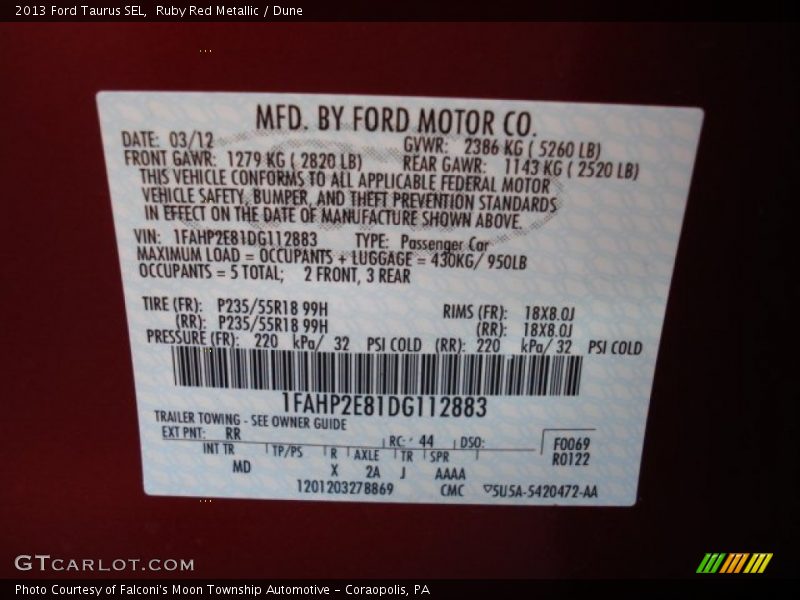 2013 Ford Taurus SEL, Ruby Red Metallic / Dune
MFD. BY FORD MOTOR CO.
DATE: 03/12 GVWR: 2386 KG ( 5260 LB)
FRONT GAWR: 1279 KG ( 2820 LB) REAR GAWR: 1143 KG ( 2520 LB)
THIS VEHICLE CONFORMS TO ALL APPLICABLE FEDERAL MOTOR
VEHICLE SAFETY, BUMPER, AND THEFT PREVENTION STANDARDS
IN EFFECT ON THE DATE OF MANUFACTURE SHOWN ABOVE.
VIN: 1FAHP2E81DG112883 TYPE: Passenger Car
MAXIMUM LOAD = OCCUPANTS + LUGGAGE = 430KG/ 950LB
OCCUPANTS = 5 TOTAL; 2 FRONT, 3 REAR
TIRE (FR): P235/55R18 99H RIMS (FR): 18X8.0J
(RR): P235/55R18 99H (RR): 18X8.0J
PRESSURE (FR): 220 kPa/ 32 PSI COLD (RR): 220 kPa/ 32 PSI COLD
1FAHP2E81DG112883
TRAILER TOWING - SEE OWNER GUIDE
EXT PNT: RR RC: 44 DSO: F0069
INT TR TP/PS R AXLE TR SPR R0122
MD X 2A J AAAA
1201203278869 CMC ▽5U5A-5420472-AA
GTCARLOT.COM
Photo Courtesy of Falconi's Moon Township Automotive - Coraopolis, PA